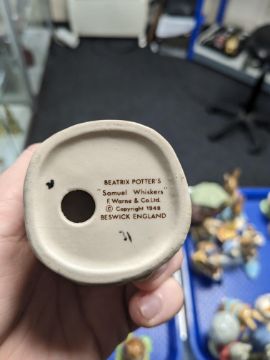 BEATRIX POTTER'S
"Samuel Whiskers"
F. Warne & Co. Ltd.
© Copyright 1948
BESWICK ENGLAND